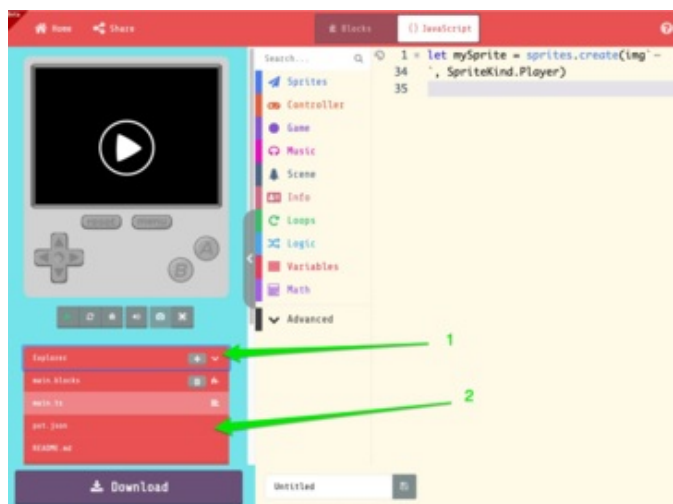 Home
Share
Blocks
{} JavaScript
Search...
1 let mySprite = sprites.create(img`-
34 `, SpriteKind.Player)
35
Sprites
Controller
Game
Music
Scene
Info
Loops
Logic
Variables
Math
Advanced
reset
menu
A
B
Explorer
1
main.blocks
main.ts
2
pxt.json
README.md
Download
Untitled